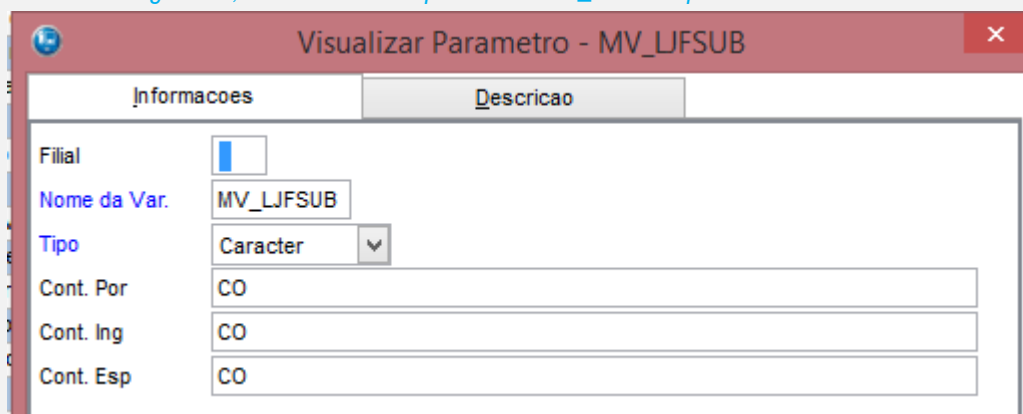 Visualizar Parametro - MV_LJFSUB
Informacoes
Descricao
Filial
Nome da Var.
MV_LJFSUB
Tipo
Caracter
Cont. Por
CO
Cont. Ing
CO
Cont. Esp
CO